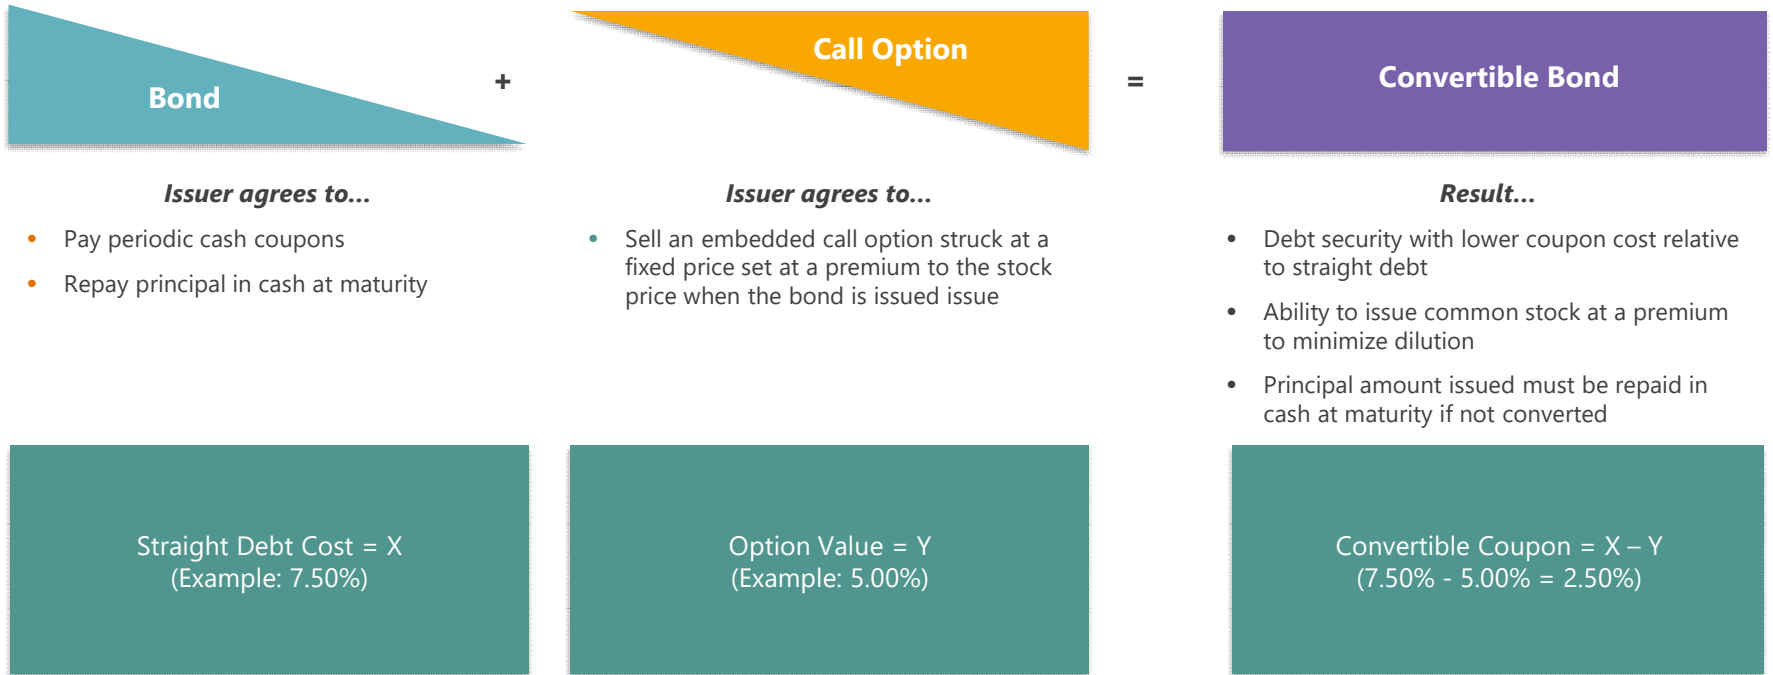 Bond
+
Call Option
=
Convertible Bond
Issuer agrees to...
• Pay periodic cash coupons
• Repay principal in cash at maturity
Issuer agrees to...
• Sell an embedded call option struck at a
fixed price set at a premium to the stock
price when the bond is issued issue
Result...
• Debt security with lower coupon cost relative
to straight debt
• Ability to issue common stock at a premium
to minimize dilution
• Principal amount issued must be repaid in
cash at maturity if not converted
Straight Debt Cost = X
(Example: 7.50%)
Option Value = Y
(Example: 5.00%)
Convertible Coupon = X – Y
(7.50% - 5.00% = 2.50%)